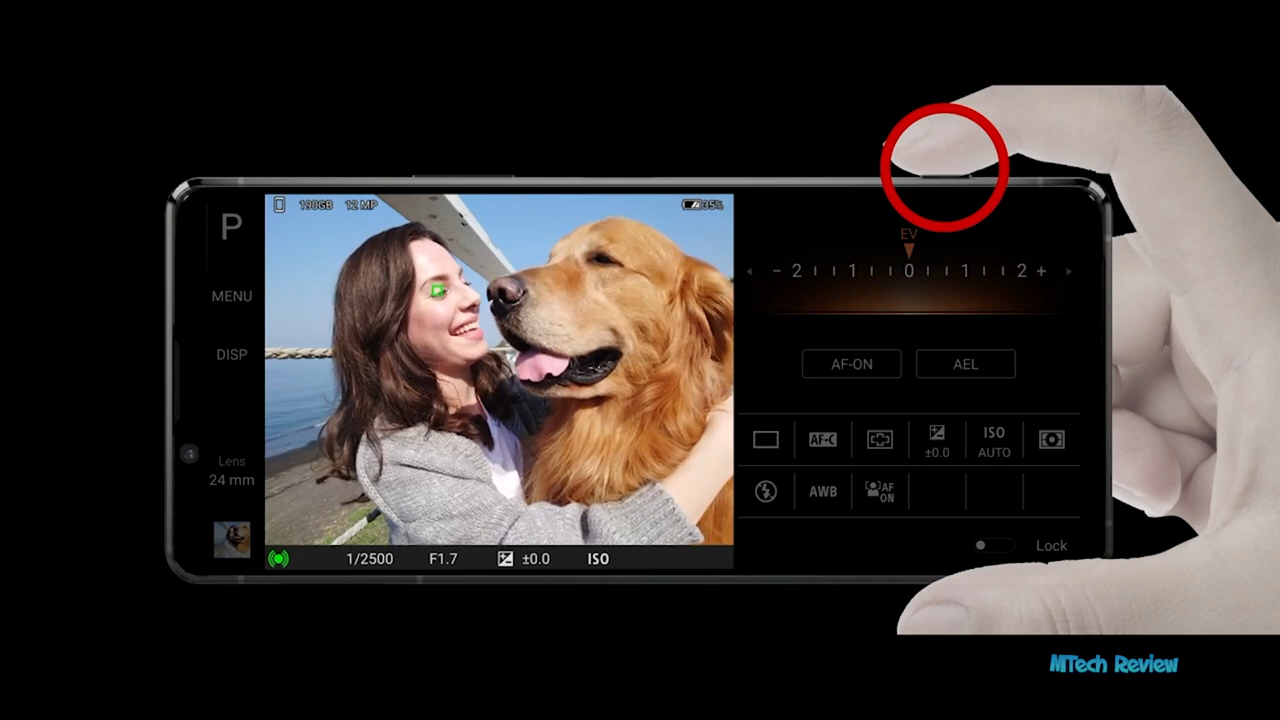 P
MENU
DISP
Lens
24 mm
190GB 12 MP 35%
1/2500 F1.7 ±0.0 ISO
EV
- 2 1 0 1 2 +
AF-ON AEL
AF-C ±0.0 ISO AUTO
AWB AF ON
Lock
MTech Review